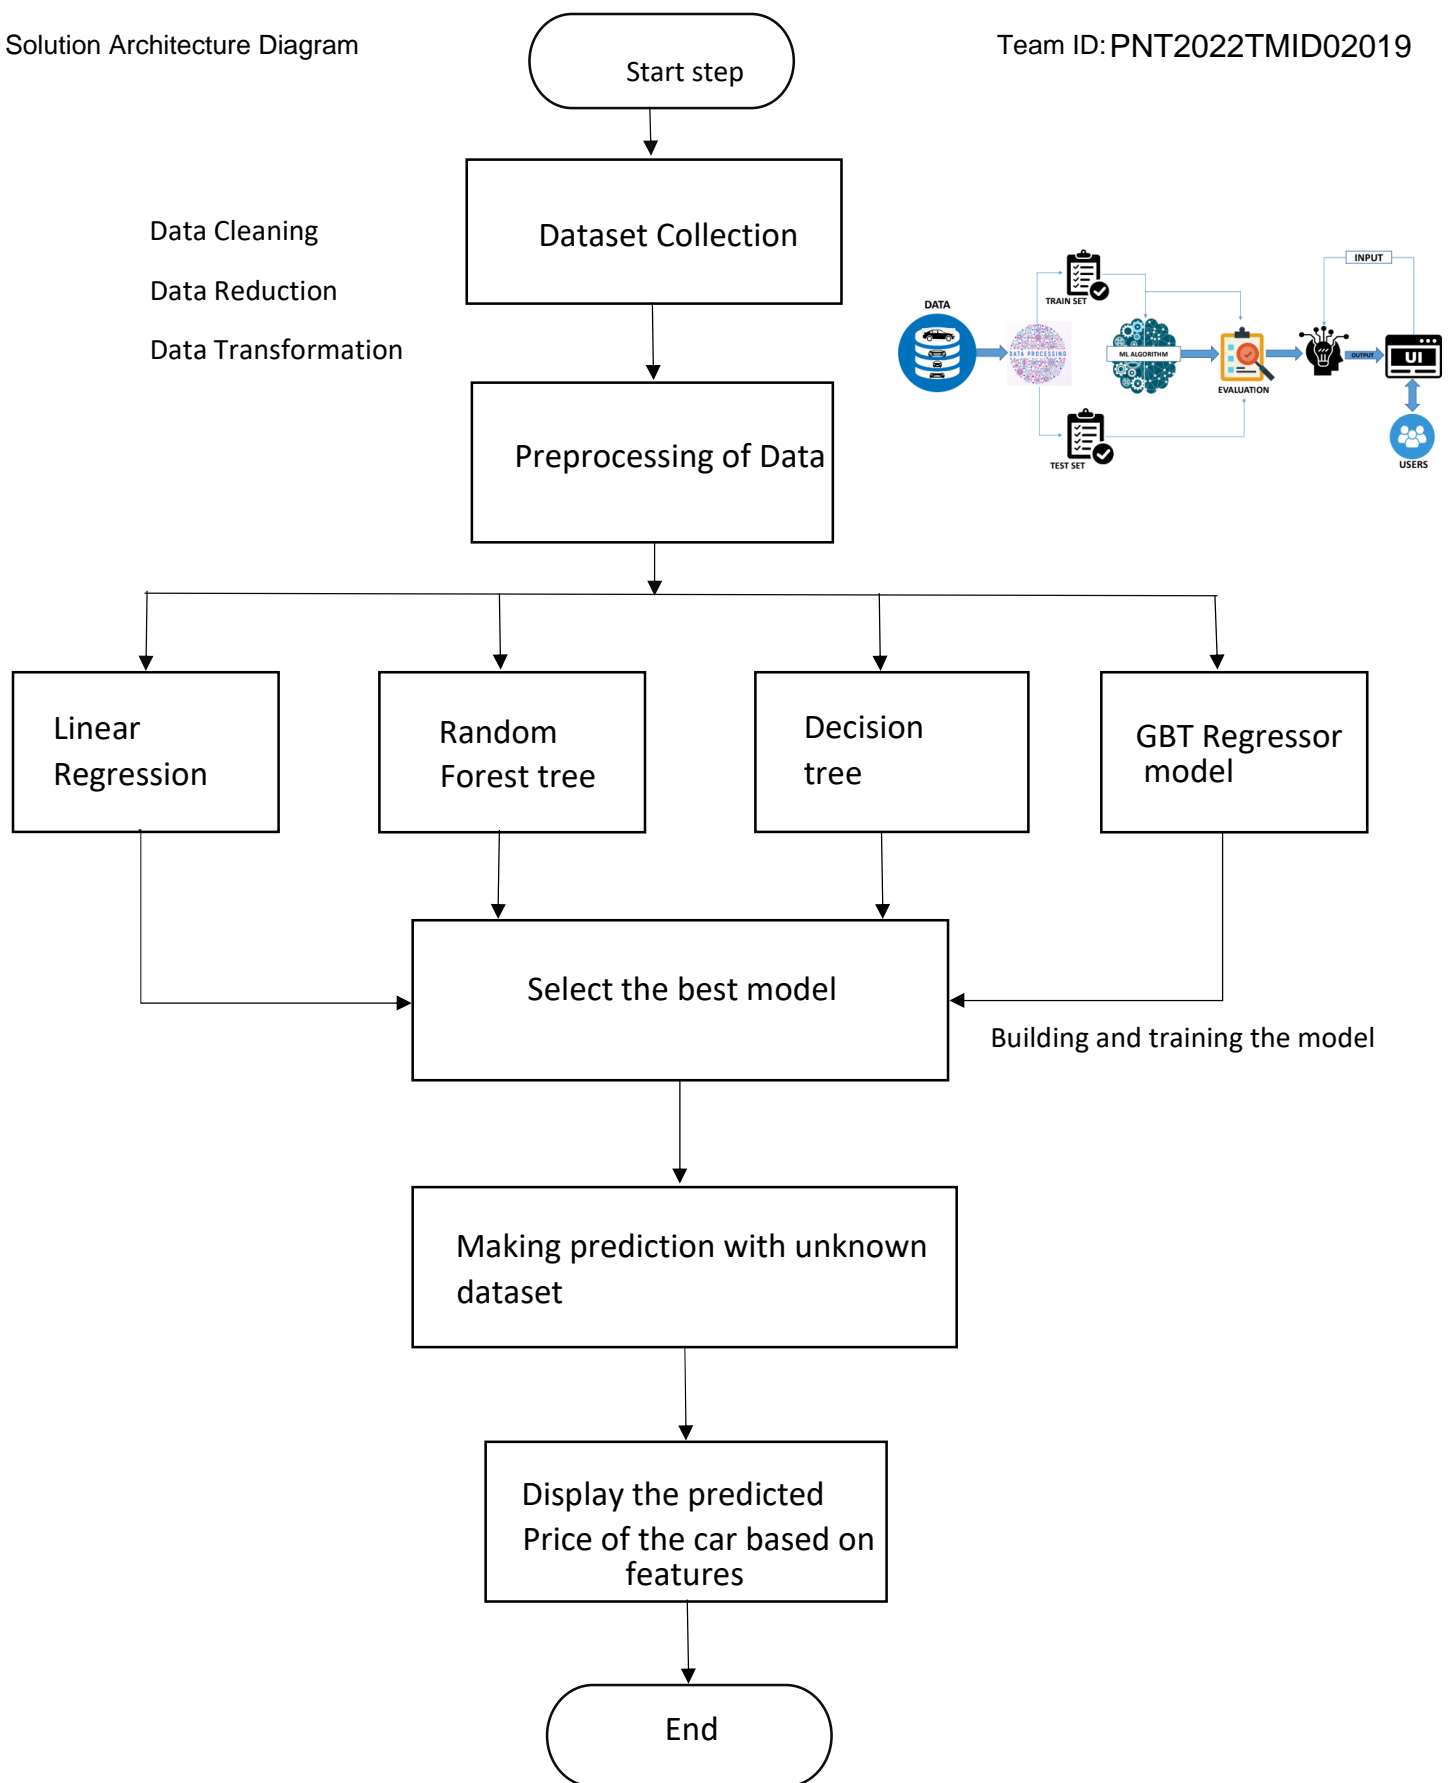 Solution Architecture Diagram
Team ID: PNT2022TMID02019
Start step
Data Cleaning
Data Reduction
Data Transformation
Dataset Collection
DATA
DATA PROCESSING
TRAIN SET
ML ALGORITHM
TEST SET
EVALUATION
INPUT
OUTPUT
UI
USERS
Preprocessing of Data
Linear
Regression
Random
Forest tree
Decision
tree
GBT Regressor
model
Select the best model
Building and training the model
Making prediction with unknown
dataset
Display the predicted
Price of the car based on
features
End